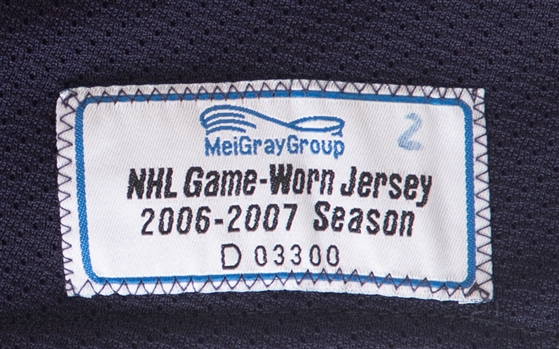 2
MeiGrayGroup
NHL Game-Worn Jersey
2006-2007 Season
D 03300